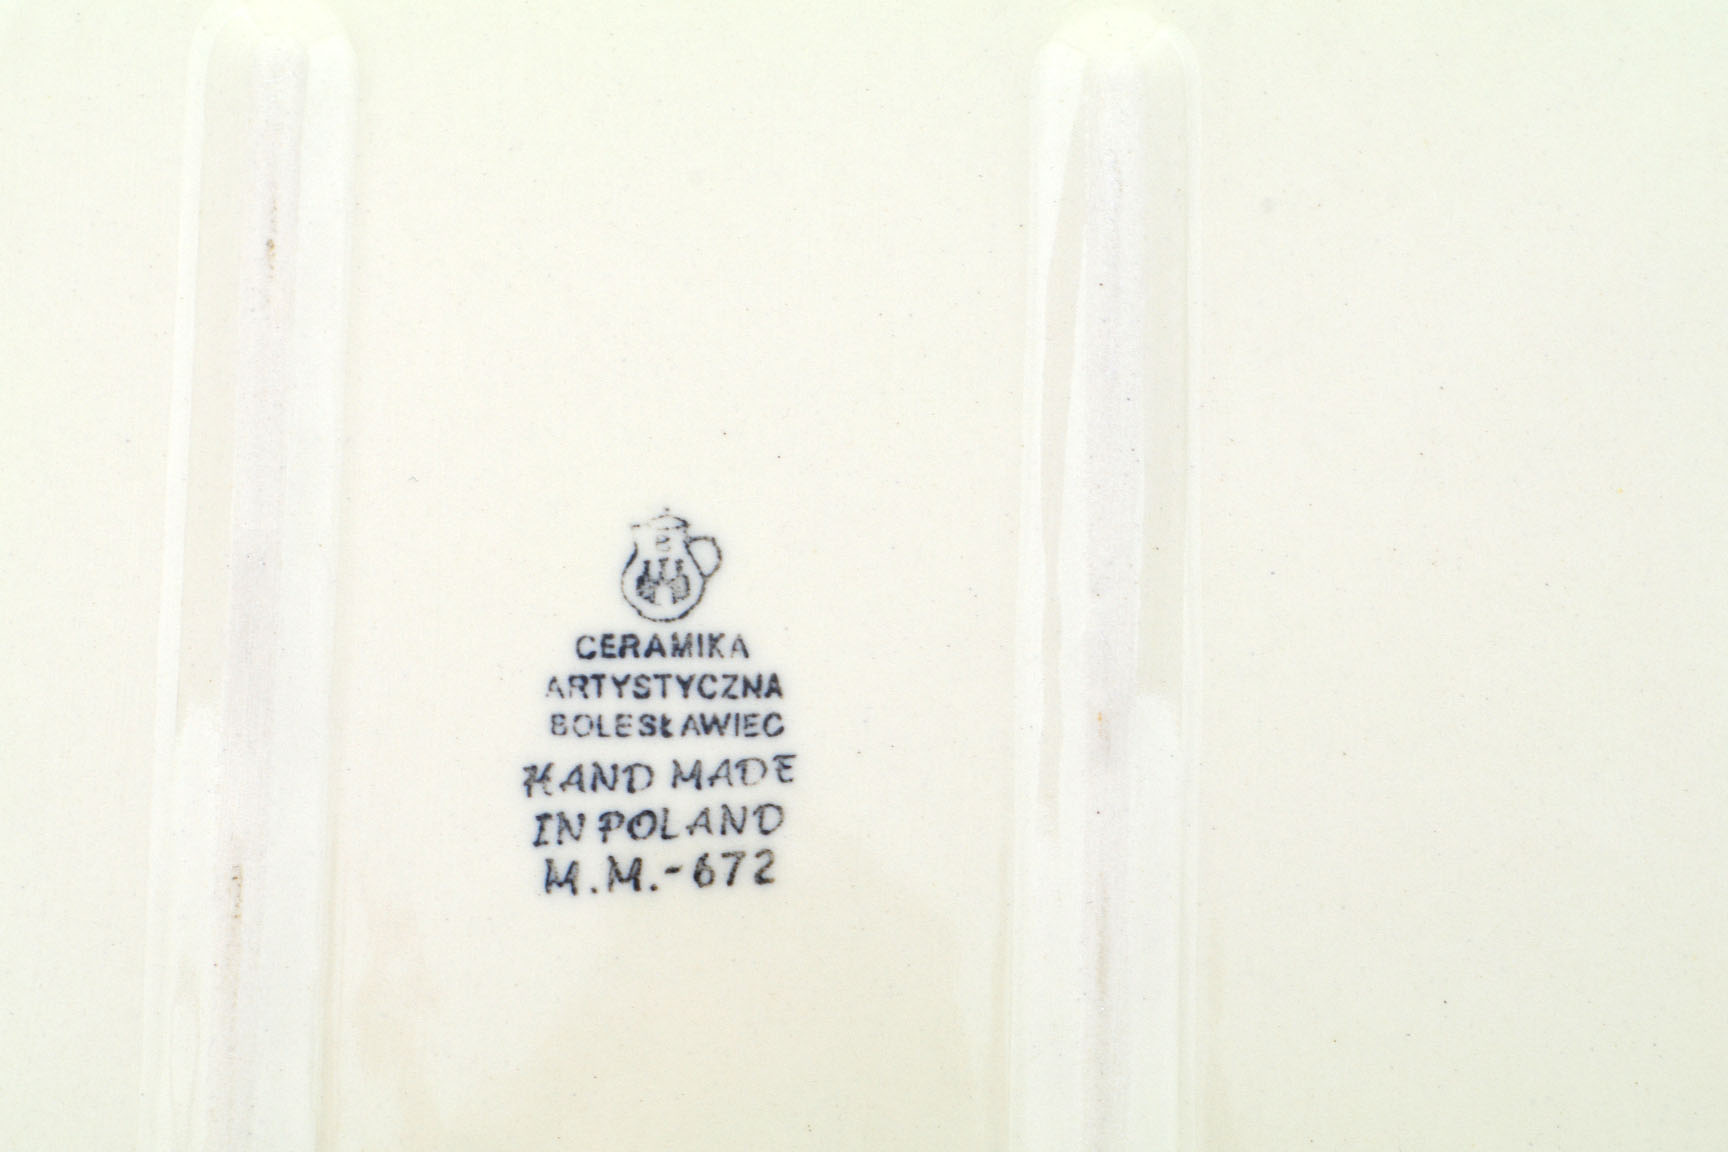 CERAMIKA
ARTYSTYCZNA
BOLESŁAWIEC
HAND MADE
IN POLAND
M.M.-672